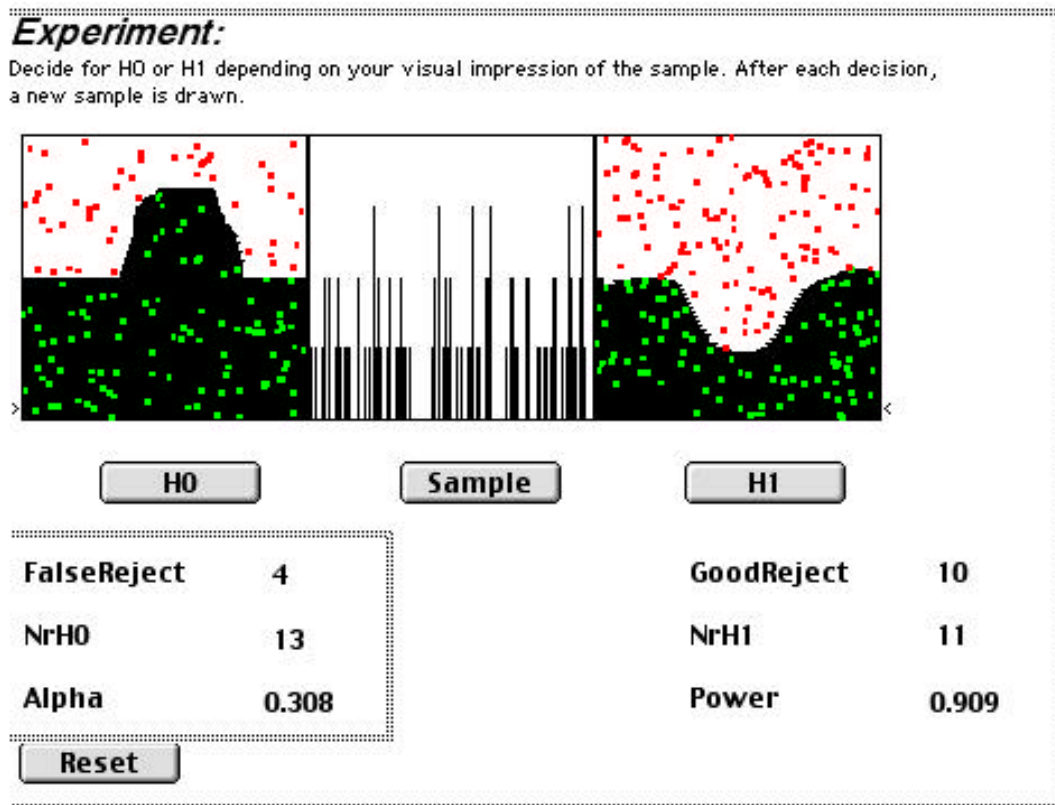 Experiment:
Decide for H0 or H1 depending on your visual impression of the sample. After each decision,
a new sample is drawn.
> <
H0 Sample H1
FalseReject 4 GoodReject 10
NrH0 13 NrH1 11
Alpha 0.308 Power 0.909
Reset